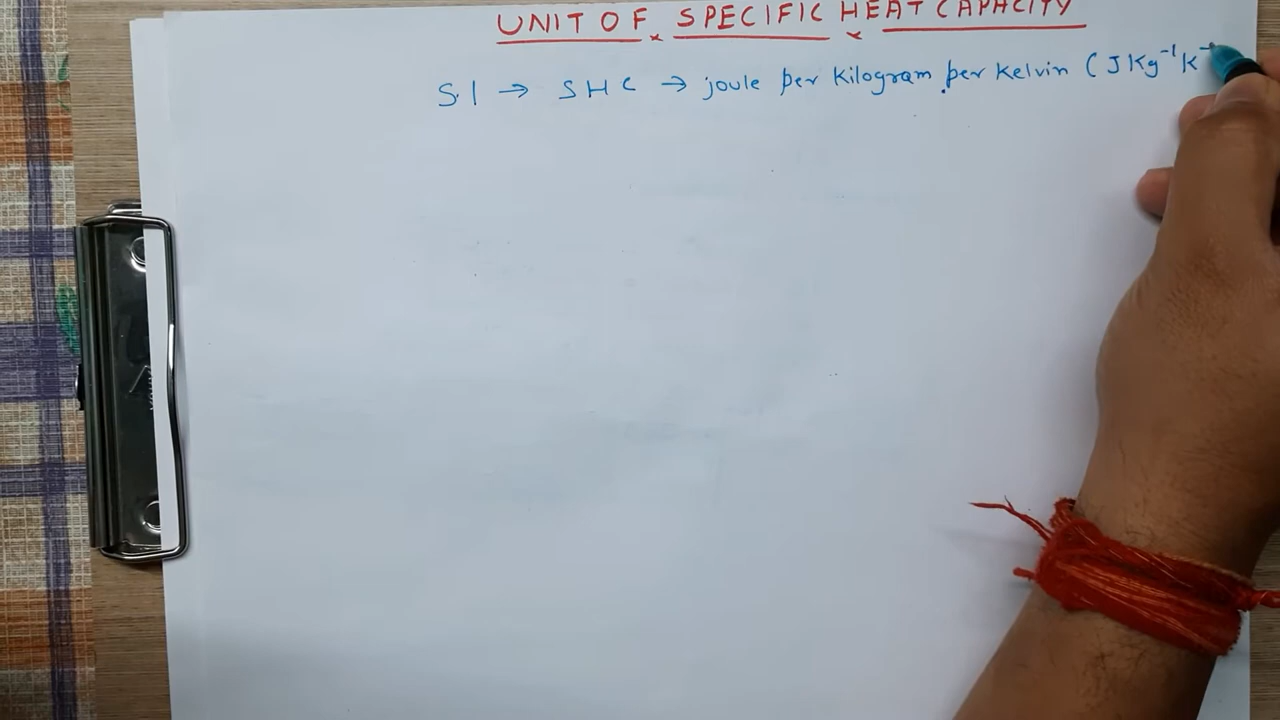 UNIT OF SPECIFIC HEAT CAPACITY
S.I → SHC → joule per kilogram per kelvin (J Kg⁻¹ K⁻